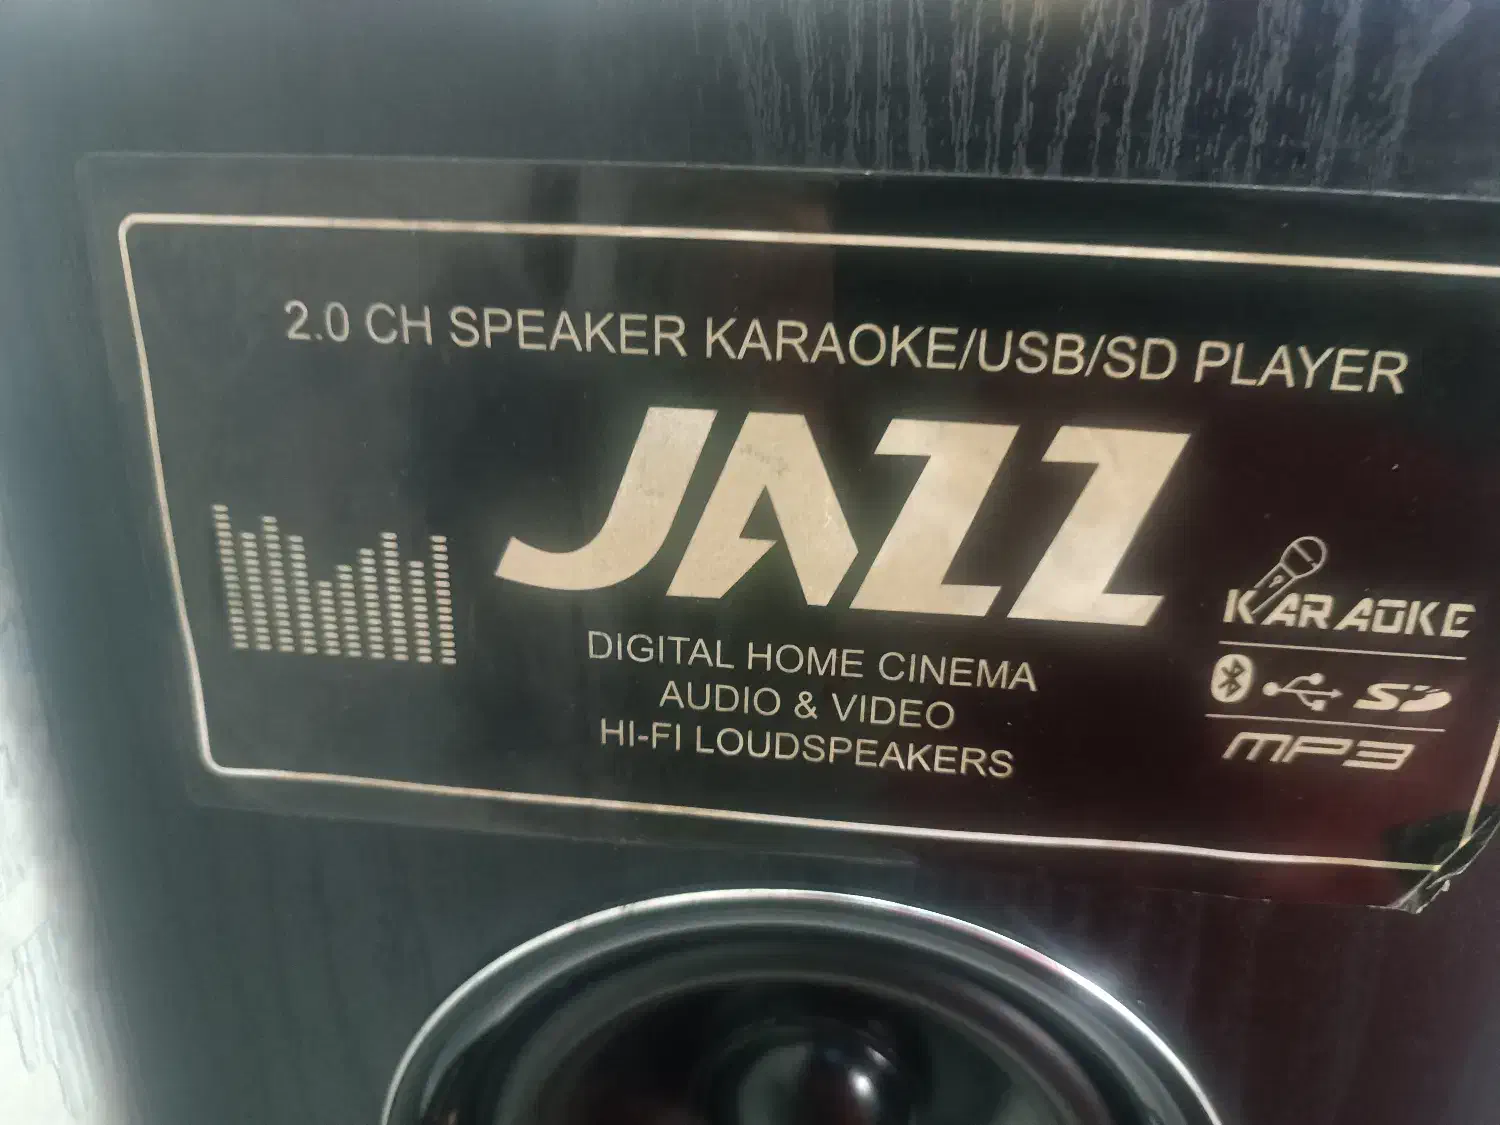 2.0 CH SPEAKER KARAOKE/USB/SD PLAYER
JAZZ
DIGITAL HOME CINEMA
AUDIO & VIDEO
HI-FI LOUDSPEAKERS
KARAOKE
SD
MP3